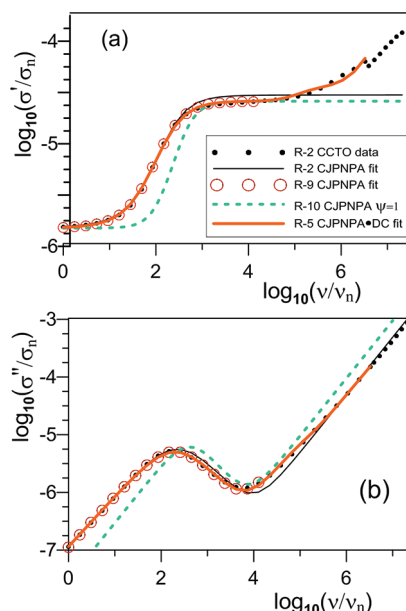 (a)
-4
-5
-6
log10(σ'/σn)
R-2 CCTO data
R-2 CJPNPA fit
R-9 CJPNPA fit
R-10 CJPNPA ψ=1
R-5 CJPNPA•DC fit
0 2 4 6
log10(ν/νn)
-3
-4
-5
-6
-7
log10(σ''/σn)
(b)
0 2 4 6
log10(ν/νn)